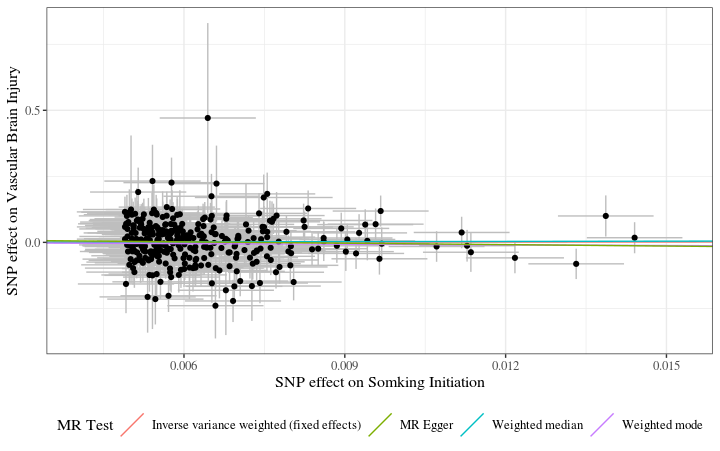 SNP effect on Vascular Brain Injury
0.5
0.0
0.006
0.009
0.012
0.015
SNP effect on Somking Initiation
MR Test
Inverse variance weighted (fixed effects)
MR Egger
Weighted median
Weighted mode